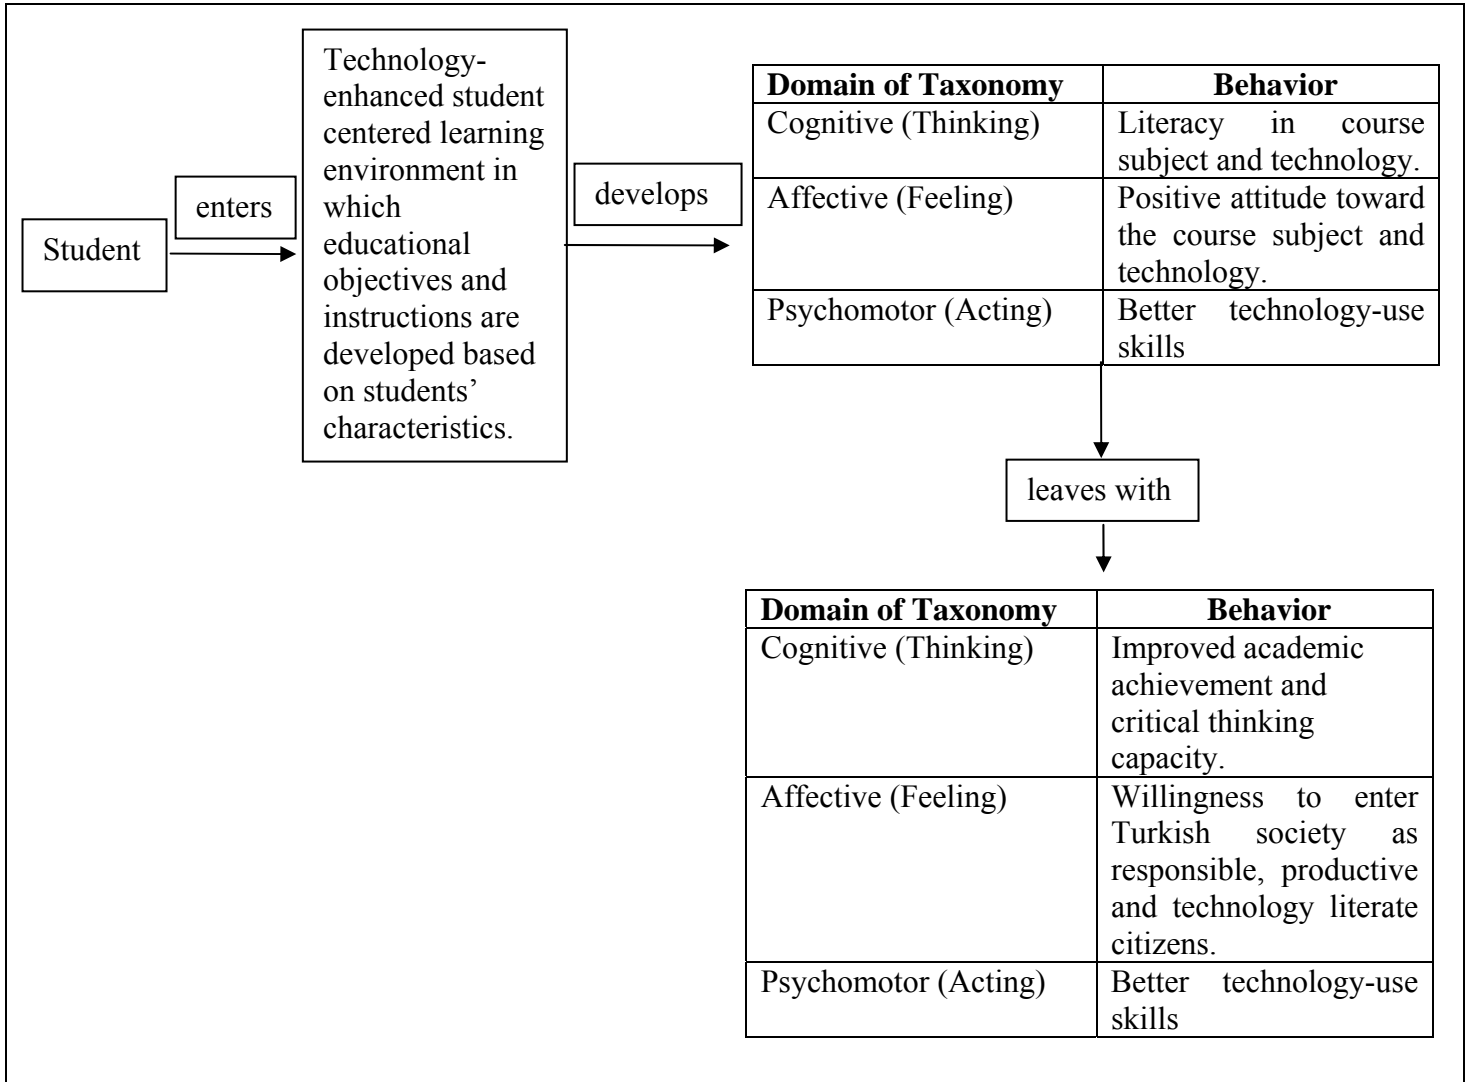 Student
enters
Technology-
enhanced student
centered learning
environment in
which
educational
objectives and
instructions are
developed based
on students’
characteristics.
develops
Domain of Taxonomy Behavior
Cognitive (Thinking) Literacy in course
subject and technology.
Affective (Feeling) Positive attitude toward
the course subject and
technology.
Psychomotor (Acting) Better technology-use
skills
leaves with
Domain of Taxonomy Behavior
Cognitive (Thinking) Improved academic
achievement and
critical thinking
capacity.
Affective (Feeling) Willingness to enter
Turkish society as
responsible, productive
and technology literate
citizens.
Psychomotor (Acting) Better technology-use
skills